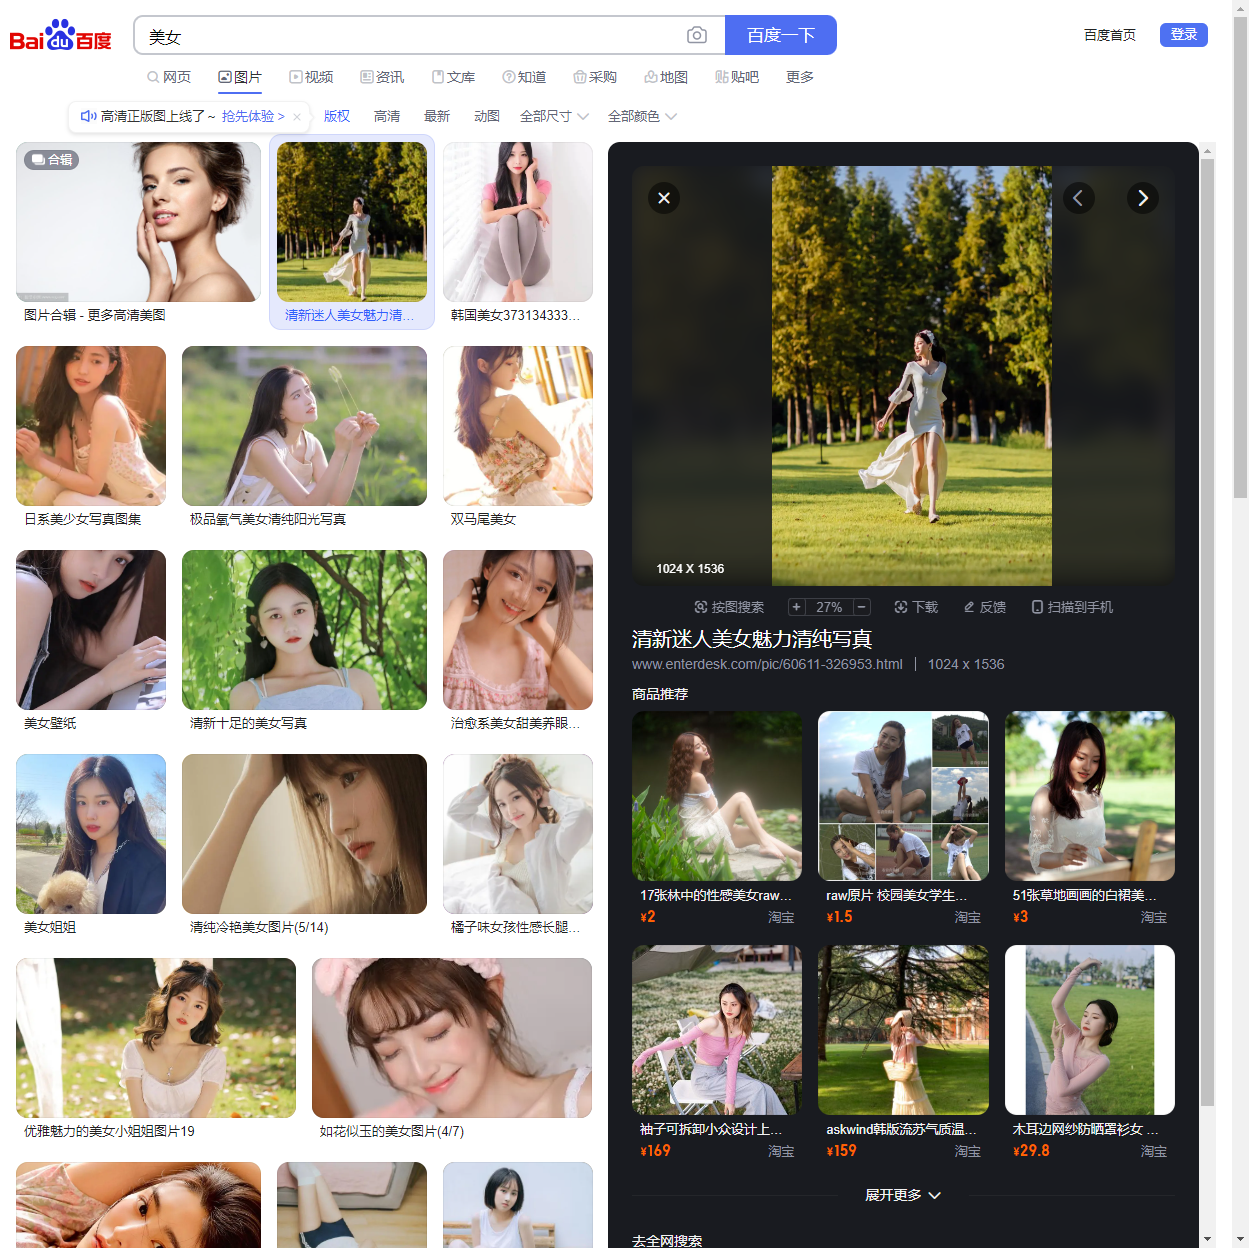 Bai du 百度
美女
百度一下
百度首页
登录
网页
图片
视频
资讯
文库
知道
采购
地图
贴吧
更多
高清正版图上线了~ 抢先体验 >
版权
高清
最新
动图
全部尺寸
全部颜色
合辑
图片合辑 - 更多高清美图
清新迷人美女魅力清...
韩国美女373134333...
日系美少女写真图集
极品氧气美女清纯阳光写真
双马尾美女
美女壁纸
清新十足的美女写真
治愈系美女甜美养眼...
美女姐姐
清纯冷艳美女图片(5/14)
橘子味女孩性感长腿...
优雅魅力的美女小姐姐图片19
如花似玉的美女图片(4/7)
1024 X 1536
按图搜索
+ 27% −
下载
反馈
扫描到手机
清新迷人美女魅力清纯写真
www.enterdesk.com/pic/60611-326953.html | 1024 x 1536
商品推荐
17张林中的性感美女raw...
¥2 淘宝
raw原片 校园美女学生...
¥1.5 淘宝
51张草地画画的白裙美...
¥3 淘宝
袖子可拆卸小众设计上...
¥169 淘宝
askwind韩版流苏气质温...
¥159 淘宝
木耳边网纱防晒罩衫女 ...
¥29.8 淘宝
展开更多
去全网搜索